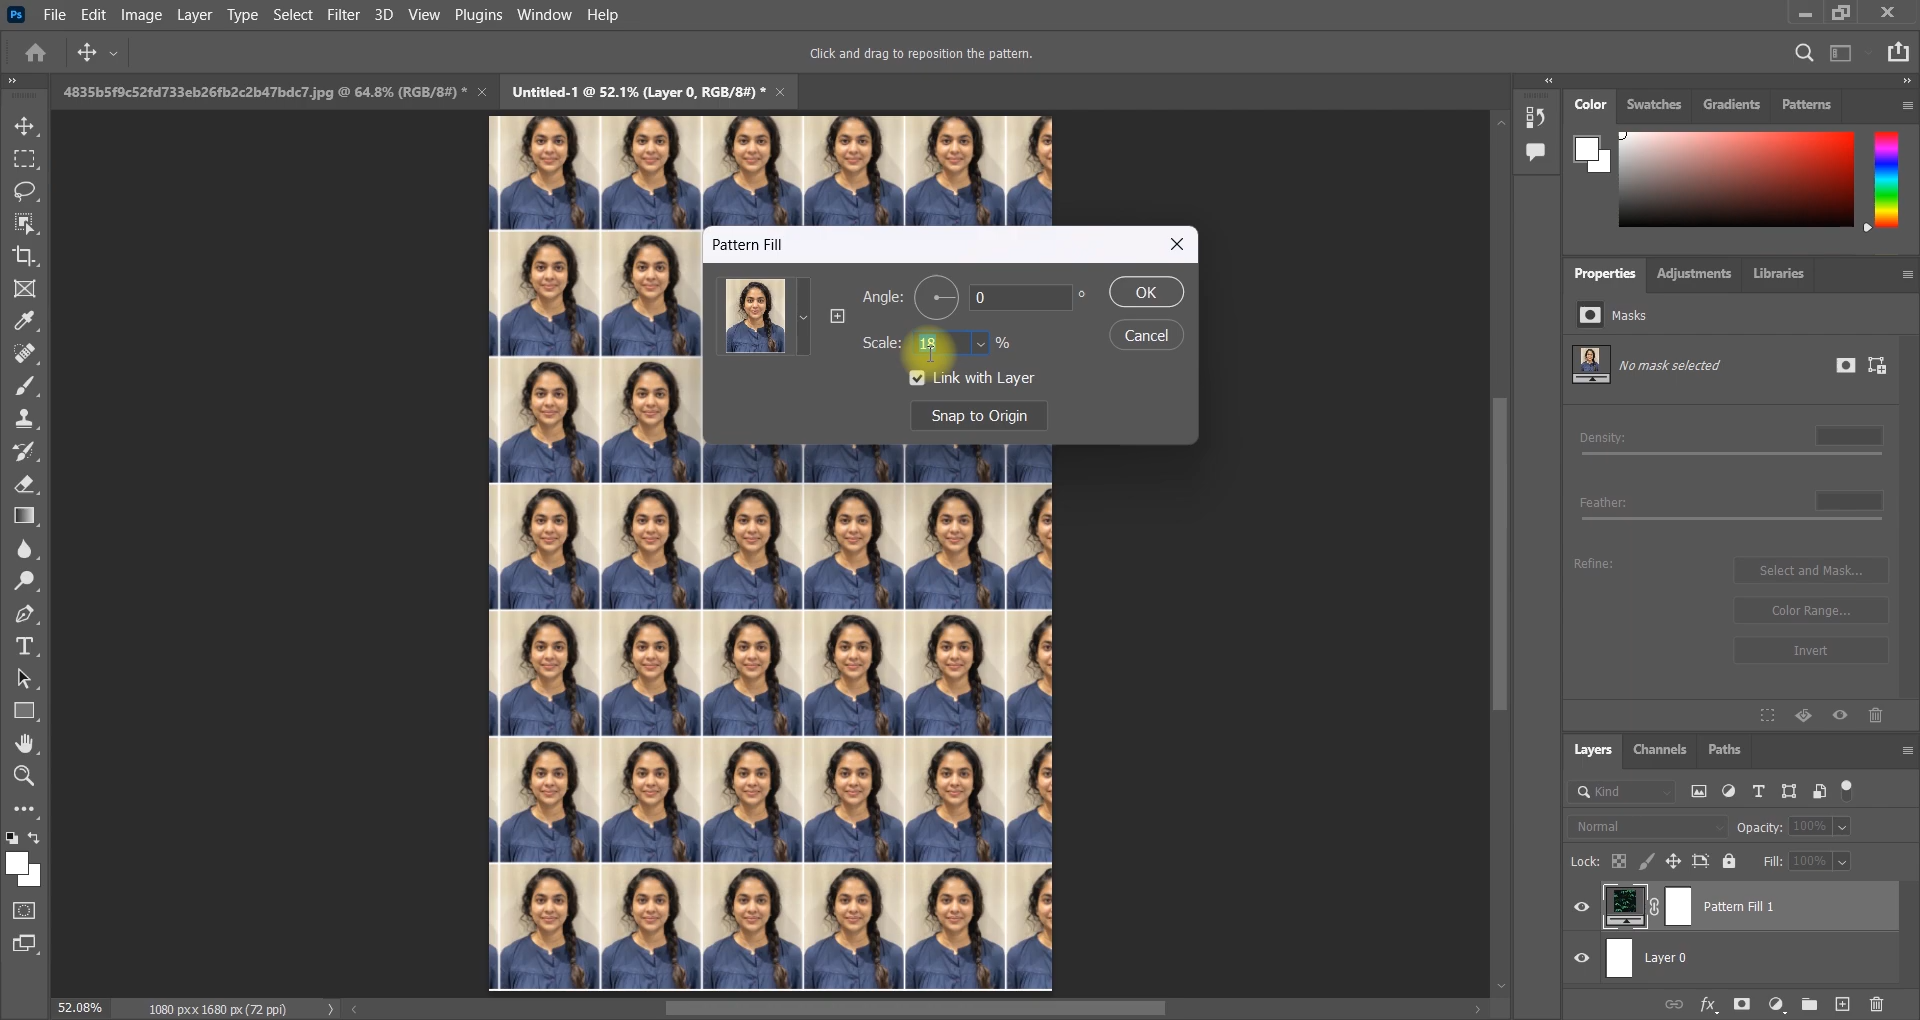 Ps File Edit Image Layer Type Select Filter 3D View Plugins Window Help
Click and drag to reposition the pattern.
4835b5f9c52fd733eb26fb2c2b47bdc7.jpg @ 64.8% (RGB/8#) *
Untitled-1 @ 52.1% (Layer 0, RGB/8#) *
Color Swatches Gradients Patterns
Pattern Fill
Angle: 0 °
OK
Scale: 18 %
Cancel
Link with Layer
Snap to Origin
Properties Adjustments Libraries
Masks
No mask selected
Density:
Feather:
Refine:
Select and Mask...
Color Range...
Invert
Layers Channels Paths
Kind
Normal
Opacity: 100%
Lock:
Fill: 100%
Pattern Fill 1
Layer 0
fx
52.08%
1080 px x 1680 px (72 ppi)